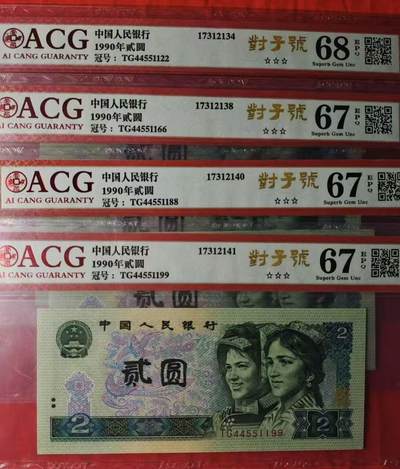 ACG
AI CANG GUARANTY
中国人民银行
1990年贰圆
冠号：TG44551122
17312134
對子號
☆☆☆
68
EPQ
Superb Gem Unc
ACG
AI CANG GUARANTY
中国人民银行
1990年贰圆
冠号：TG44551166
17312138
對子號
☆☆☆
67
EPQ
Superb Gem Unc
ACG
AI CANG GUARANTY
中国人民银行
1990年贰圆
冠号：TG44551188
17312140
對子號
☆☆☆
67
EPQ
Superb Gem Unc
ACG
AI CANG GUARANTY
中国人民银行
1990年贰圆
冠号：TG44551199
17312141
對子號
☆☆☆
67
EPQ
Superb Gem Unc
贰圆
中国人民银行
2
贰圆
TG44551199
2
2